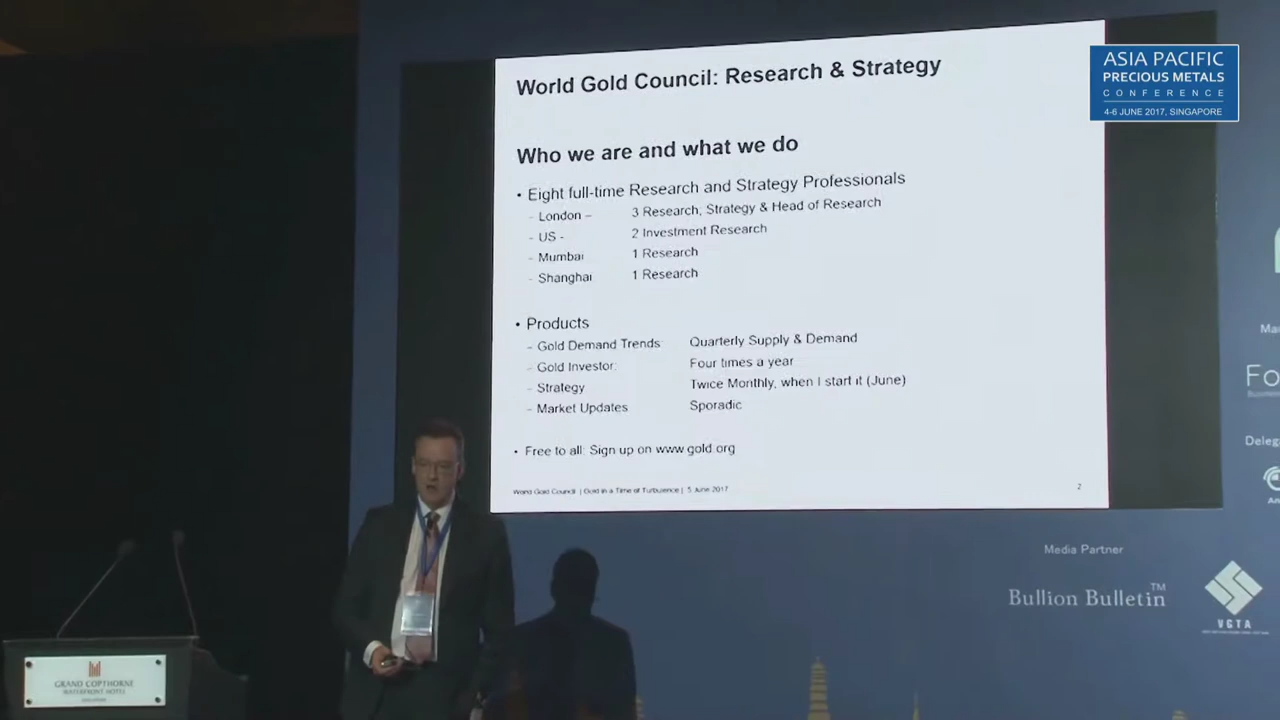 World Gold Council: Research & Strategy
Who we are and what we do
• Eight full-time Research and Strategy Professionals
- London – 3 Research, Strategy & Head of Research
- US - 2 Investment Research
- Mumbai 1 Research
- Shanghai 1 Research
• Products
- Gold Demand Trends Quarterly Supply & Demand
- Gold Investor: Four times a year
- Strategy Twice Monthly, when I start it (June)
- Market Updates Sporadic
• Free to all: Sign up on www.gold.org
World Gold Council | Gold in a Time of Turbulence | 5 June 2017
2
ASIA PACIFIC
PRECIOUS METALS
CONFERENCE
4-6 JUNE 2017, SINGAPORE
Fo
Deleg
Media Partner
Bullion Bulletin™
VGTA
GRAND COPTHORNE
WATERFRONT HOTEL